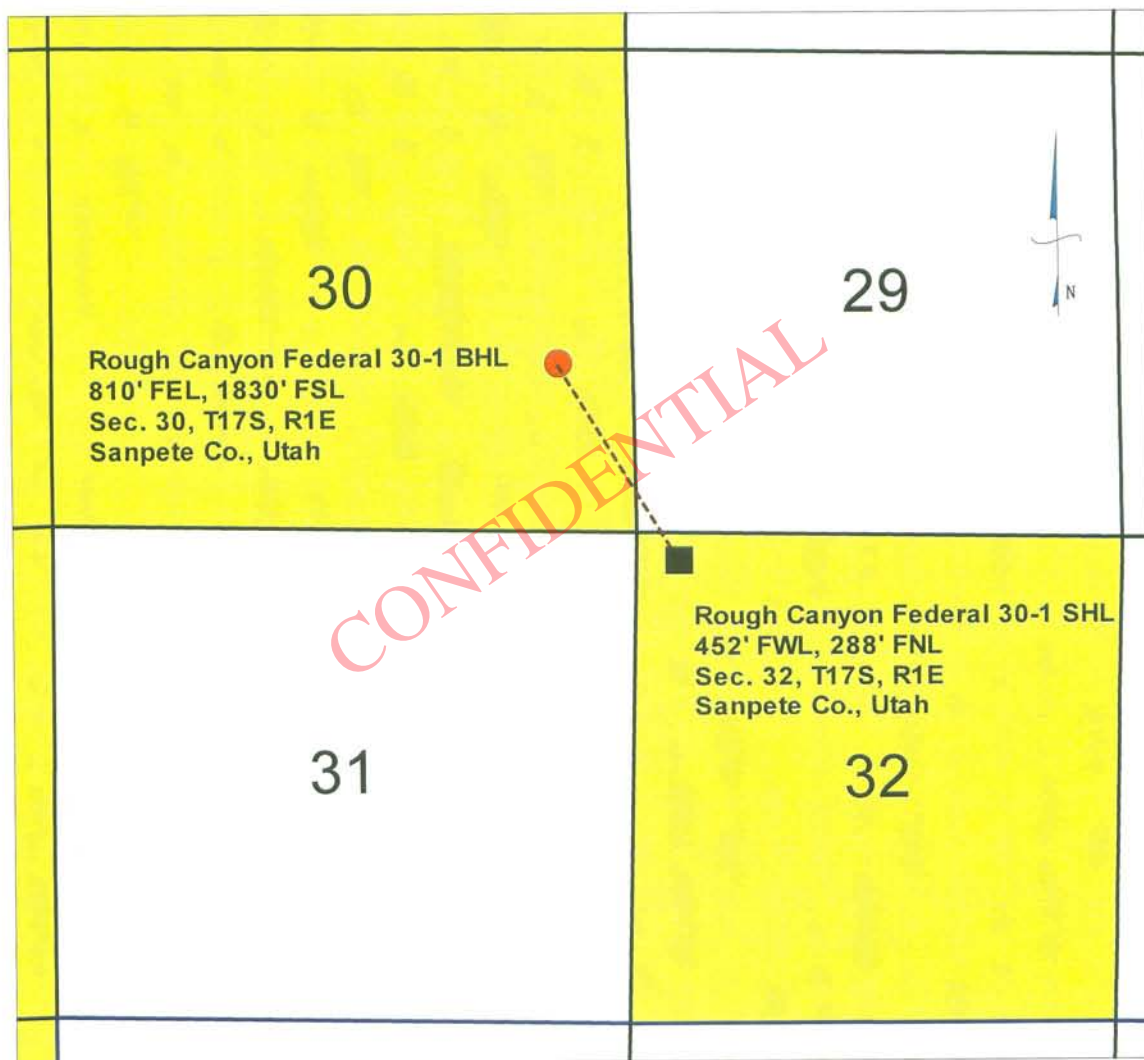 30
29
N
Rough Canyon Federal 30-1 BHL
810' FEL, 1830' FSL
Sec. 30, T17S, R1E
Sanpete Co., Utah
CONFIDENTIAL
Rough Canyon Federal 30-1 SHL
452' FWL, 288' FNL
Sec. 32, T17S, R1E
Sanpete Co., Utah
31
32